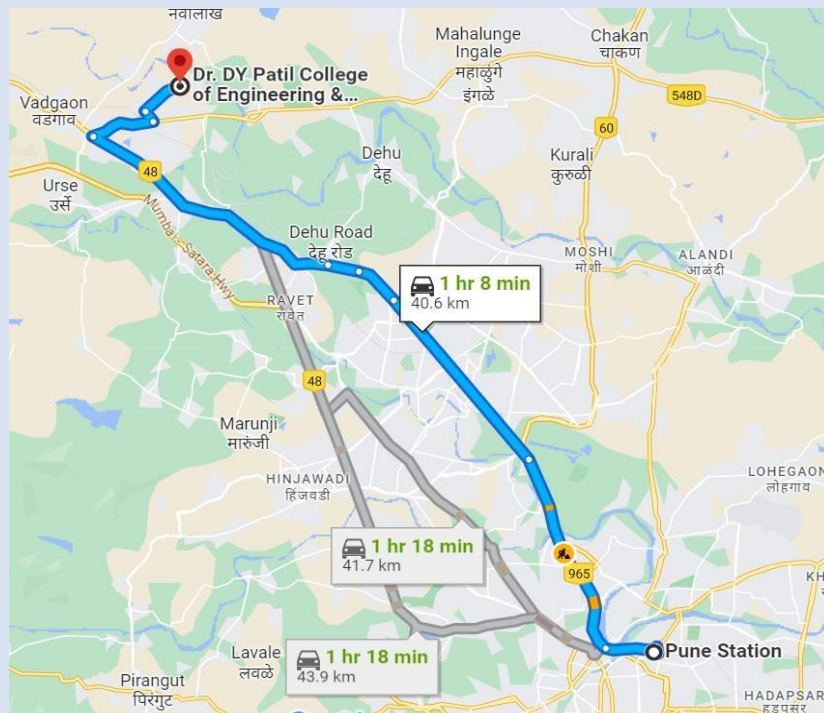 नवालाख
Dr. DY Patil College
of Engineering &...
Vadgaon
वडगाव
Urse
उर्से
48
Mumbai - Satara Hwy
Mahalunge
Ingale
महाळुंगे
इंगळे
Chakan
चाकण
548D
60
Dehu
देहू
Kurali
कुरुळी
Dehu Road
देहू रोड
MOSHI
मोशी
ALANDI
आळंदी
RAVET
रावेत
1 hr 8 min
40.6 km
48
Marunji
मारुंजी
HINJAWADI
हिंजवडी
LOHEGAON
लोहगाव
1 hr 18 min
41.7 km
965
KH
1 hr 18 min
43.9 km
Lavale
लवळे
Pune Station
Pirangut
पिरंगुट
HADAPSAR
हडपसर